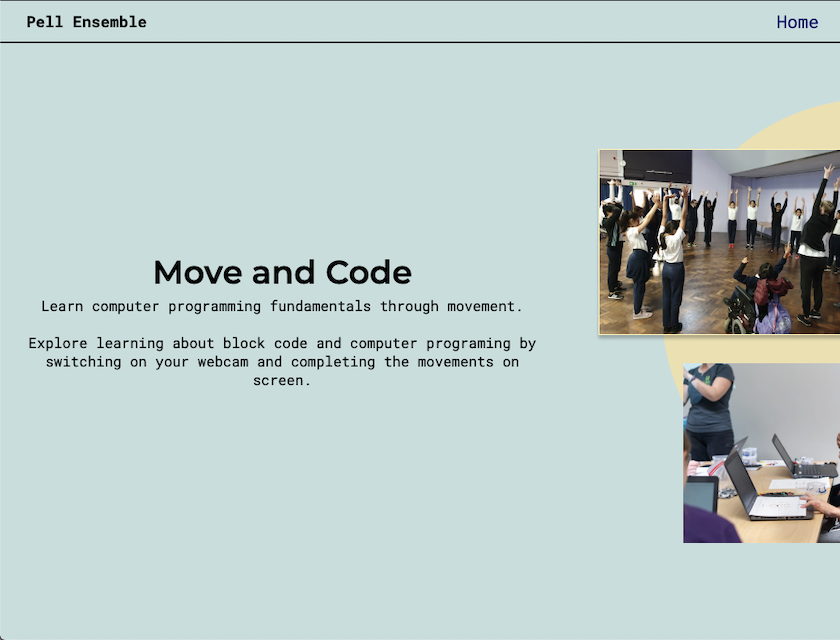 Pell Ensemble
Home
Move and Code
Learn computer programming fundamentals through movement.
Explore learning about block code and computer programing by
switching on your webcam and completing the movements on
screen.